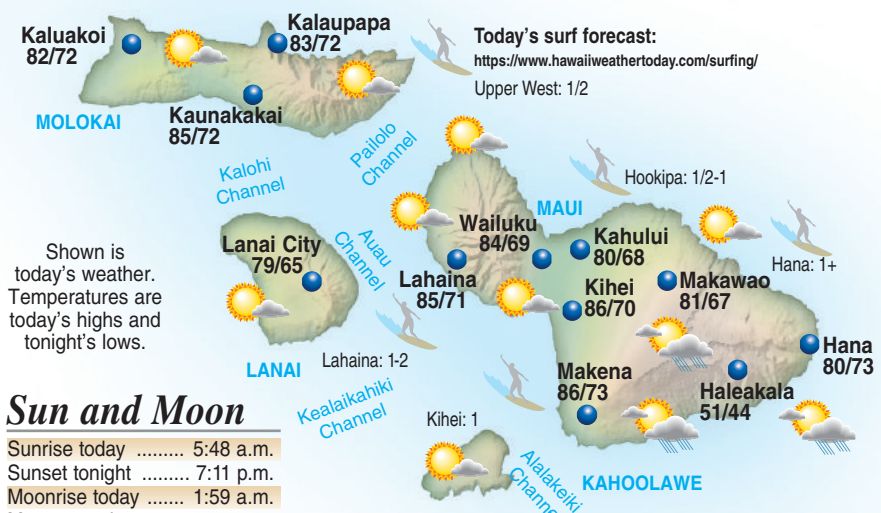 Kaluakoi
82/72
Kalaupapa
83/72
Today's surf forecast:
https://www.hawaiiweathertoday.com/surfing/
Upper West: 1/2
MOLOKAI
Kaunakakai
85/72
Kalohi
Channel
Pailolo
Channel
Hookipa: 1/2-1
MAUI
Wailuku
84/69
Kahului
80/68
Hana: 1+
Shown is
today's weather.
Temperatures are
today's highs and
tonight's lows.
Lanai City
79/65
Auau
Channel
Lahaina
85/71
Kihei
86/70
Makawao
81/67
Hana
80/73
LANAI
Lahaina: 1-2
Kealaikahiki
Channel
Makena
86/73
Haleakala
51/44
Kihei: 1
Alalakeiki
Channel
KAHOOLAWE
Sun and Moon
Sunrise today ......... 5:48 a.m.
Sunset tonight ......... 7:11 p.m.
Moonrise today ....... 1:59 a.m.